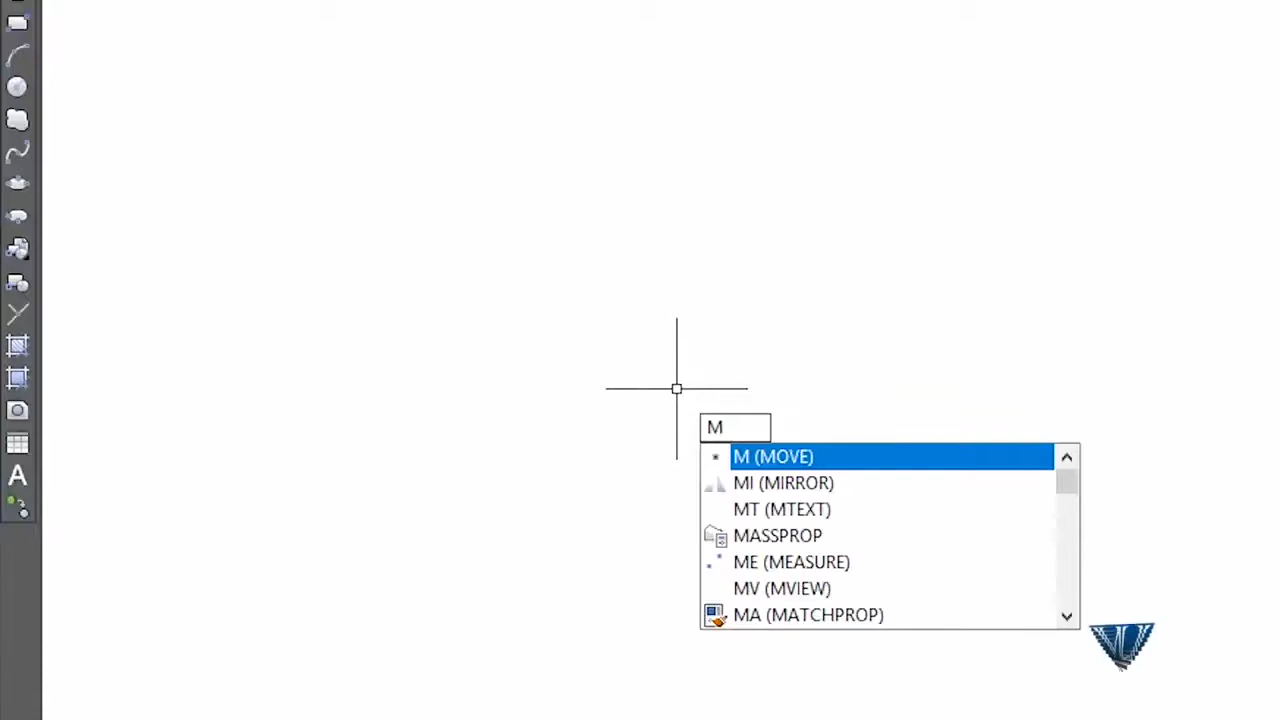 A
M
M (MOVE)
MI (MIRROR)
MT (MTEXT)
MASSPROP
ME (MEASURE)
MV (MVIEW)
MA (MATCHPROP)